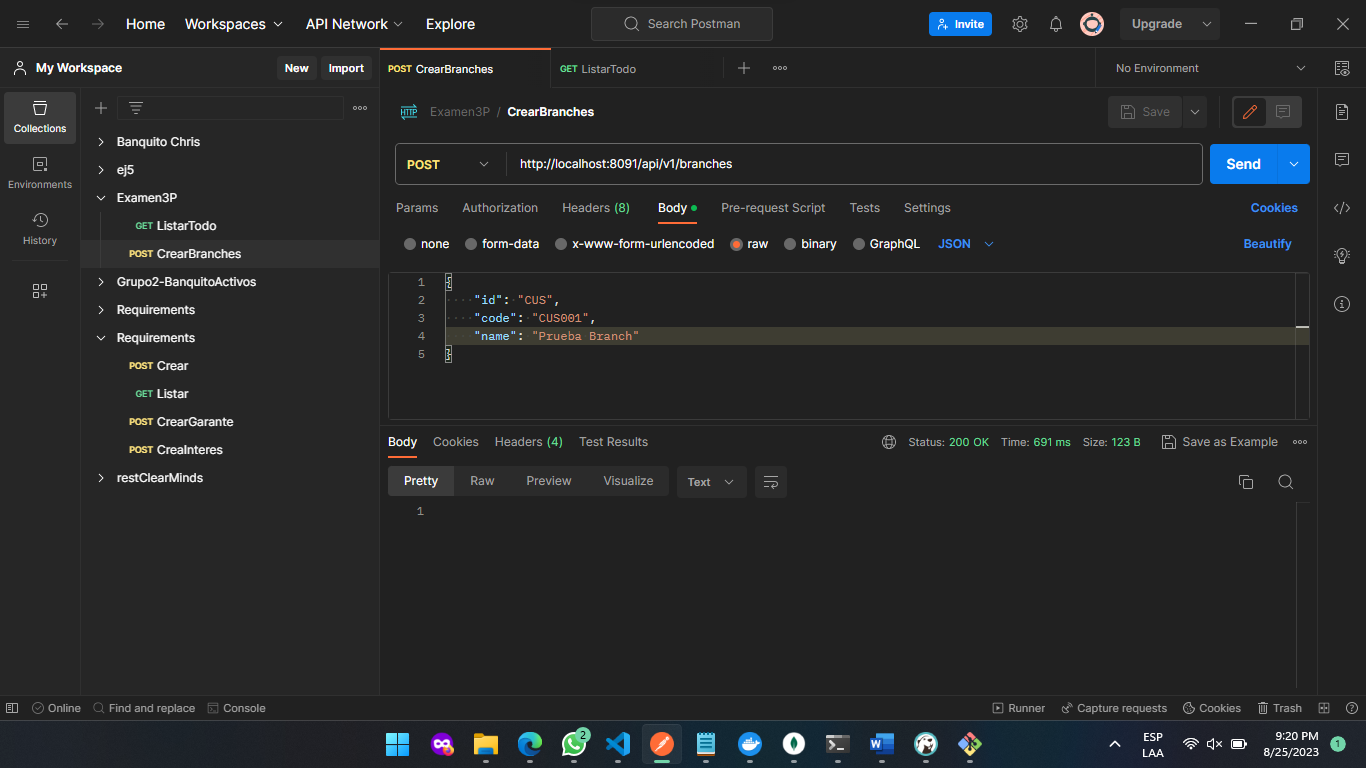 Home Workspaces API Network Explore Search Postman Invite Upgrade
My Workspace New Import POST CrearBranches GET ListarTodo No Environment
Collections
Environments
History
Banquito Chris
ej5
Examen3P
GET ListarTodo
POST CrearBranches
Grupo2-BanquitoActivos
Requirements
Requirements
POST Crear
GET Listar
POST CrearGarante
POST CreaInteres
restClearMinds
HTTP Examen3P / CrearBranches Save
POST http://localhost:8091/api/v1/branches Send
Params Authorization Headers (8) Body Pre-request Script Tests Settings Cookies
none form-data x-www-form-urlencoded raw binary GraphQL JSON Beautify
1 {
2 "id": "CUS",
3 "code": "CUS001",
4 "name": "Prueba Branch"
5 }
Body Cookies Headers (4) Test Results Status: 200 OK Time: 691 ms Size: 123 B Save as Example
Pretty Raw Preview Visualize Text
1
Online Find and replace Console Runner Capture requests Cookies Trash
2
ESP
LAA
9:20 PM
8/25/2023
1